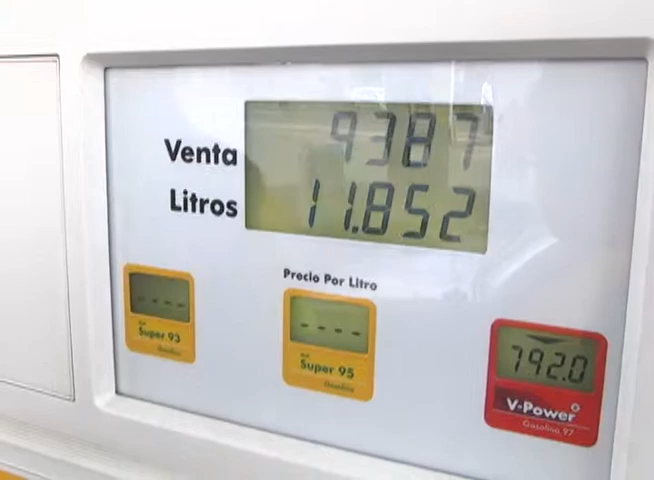 Venta 9387
Litros 11.852
Precio Por Litro
- - - -
Super 93
Gasolina
- - - -
Super 95
Gasolina
792.0
V-Power
Gasolina 97